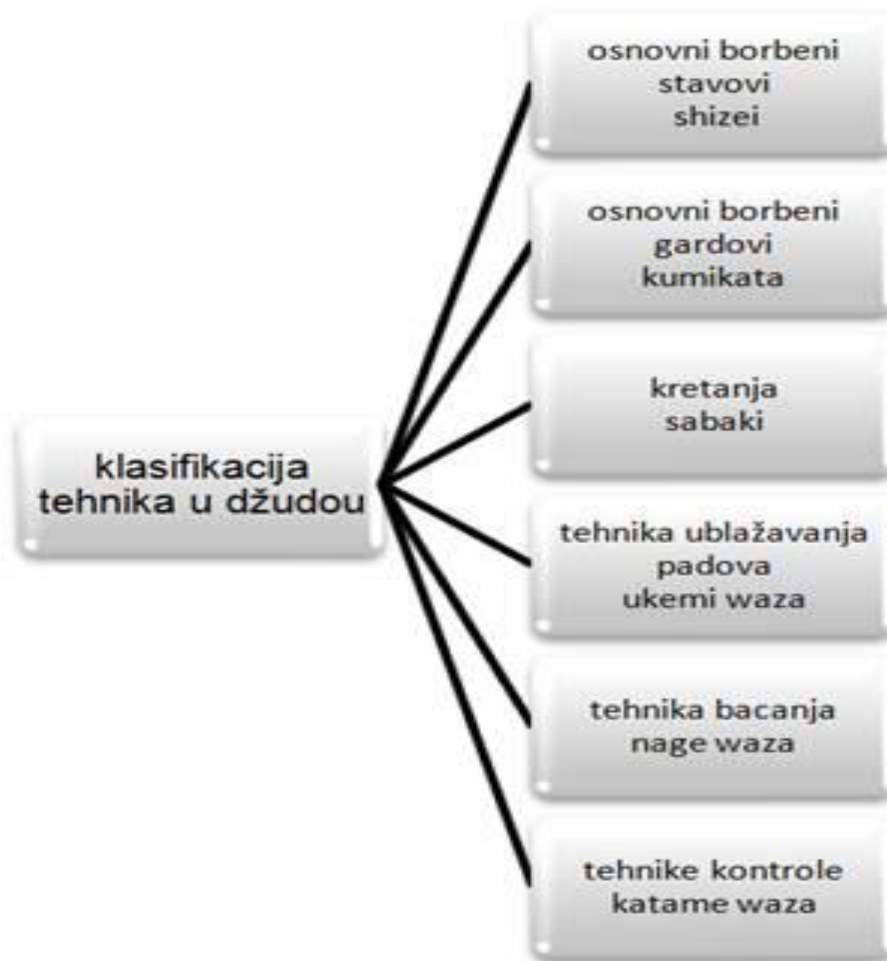 osnovni borbeni
stavovi
shizei
osnovni borbeni
gardovi
kumikata
kretanja
sabaki
klasifikacija
tehnika u džudou
tehnika ublažavanja
padova
ukemi waza
tehnika bacanja
nage waza
tehnike kontrole
katame waza